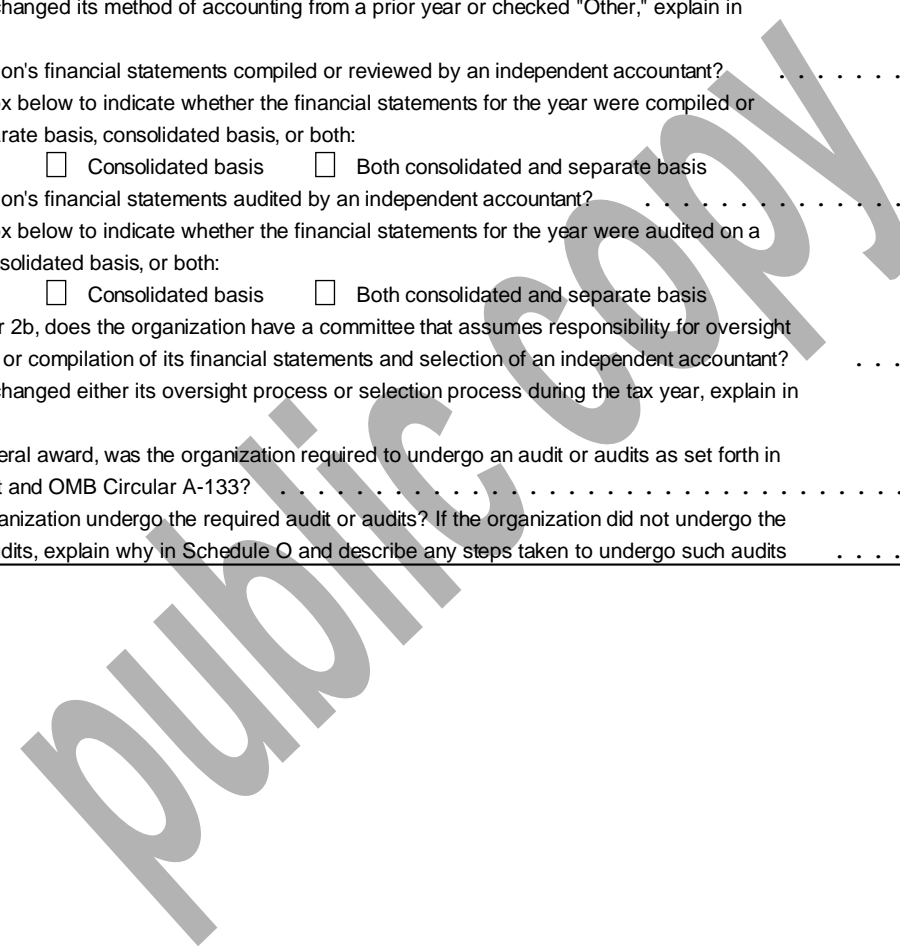 changed its method of accounting from a prior year or checked "Other," explain in
on's financial statements compiled or reviewed by an independent accountant? . . . . . . .
x below to indicate whether the financial statements for the year were compiled or
rate basis, consolidated basis, or both:
Consolidated basis Both consolidated and separate basis
on's financial statements audited by an independent accountant? . . . . . . . . . . . . . . .
x below to indicate whether the financial statements for the year were audited on a
solidated basis, or both:
Consolidated basis Both consolidated and separate basis
r 2b, does the organization have a committee that assumes responsibility for oversight
or compilation of its financial statements and selection of an independent accountant? . . .
changed either its oversight process or selection process during the tax year, explain in
eral award, was the organization required to undergo an audit or audits as set forth in
t and OMB Circular A-133? . . . . . . . . . . . . . . . . . . . . . . . . . . . . . . . . . .
anization undergo the required audit or audits? If the organization did not undergo the
dits, explain why in Schedule O and describe any steps taken to undergo such audits . . . .
public copy